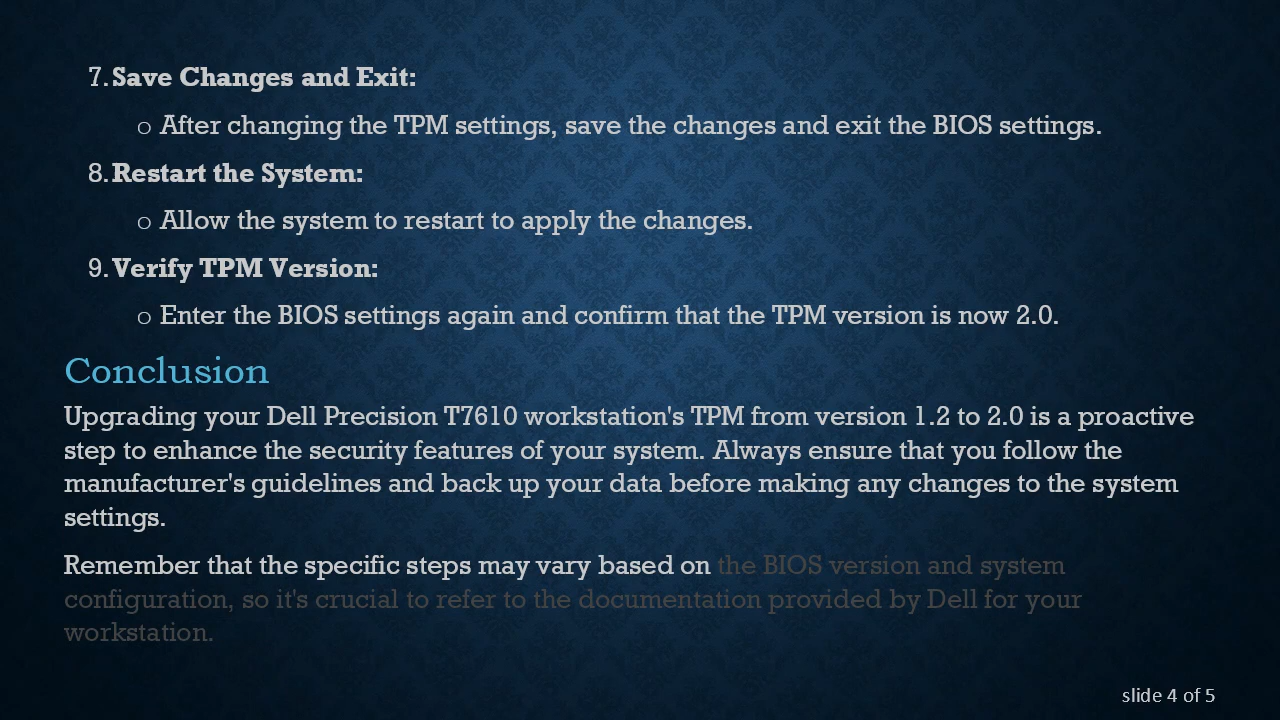 7. Save Changes and Exit:
o After changing the TPM settings, save the changes and exit the BIOS settings.
8. Restart the System:
o Allow the system to restart to apply the changes.
9. Verify TPM Version:
o Enter the BIOS settings again and confirm that the TPM version is now 2.0.
Conclusion
Upgrading your Dell Precision T7610 workstation's TPM from version 1.2 to 2.0 is a proactive
step to enhance the security features of your system. Always ensure that you follow the
manufacturer's guidelines and back up your data before making any changes to the system
settings.
Remember that the specific steps may vary based on the BIOS version and system
configuration, so it's crucial to refer to the documentation provided by Dell for your
workstation.
slide 4 of 5